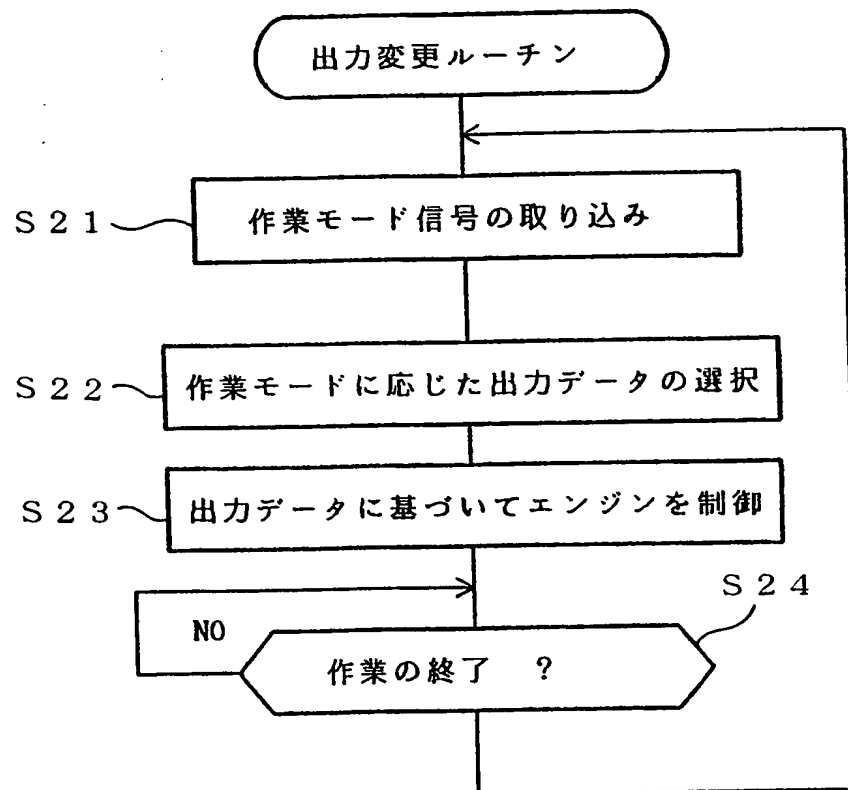 出力変更ルーチン
S21
作業モード信号の取り込み
S22
作業モードに応じた出力データの選択
S23
出力データに基づいてエンジンを制御
S24
NO
作業の終了 ?